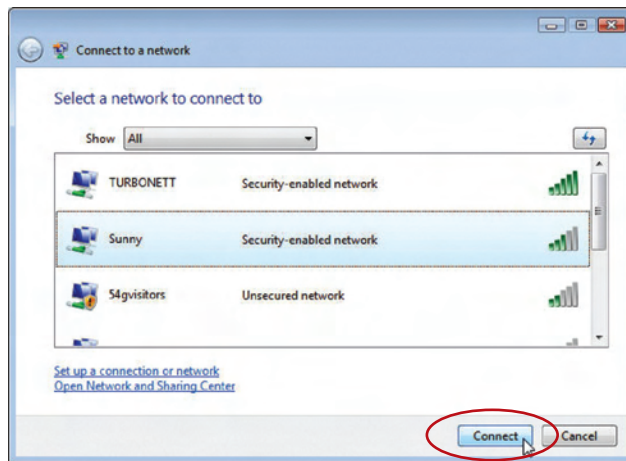 Connect to a network
Select a network to connect to
Show All
TURBONETT Security-enabled network
Sunny Security-enabled network
54gvisitors Unsecured network
Set up a connection or network
Open Network and Sharing Center
Connect Cancel